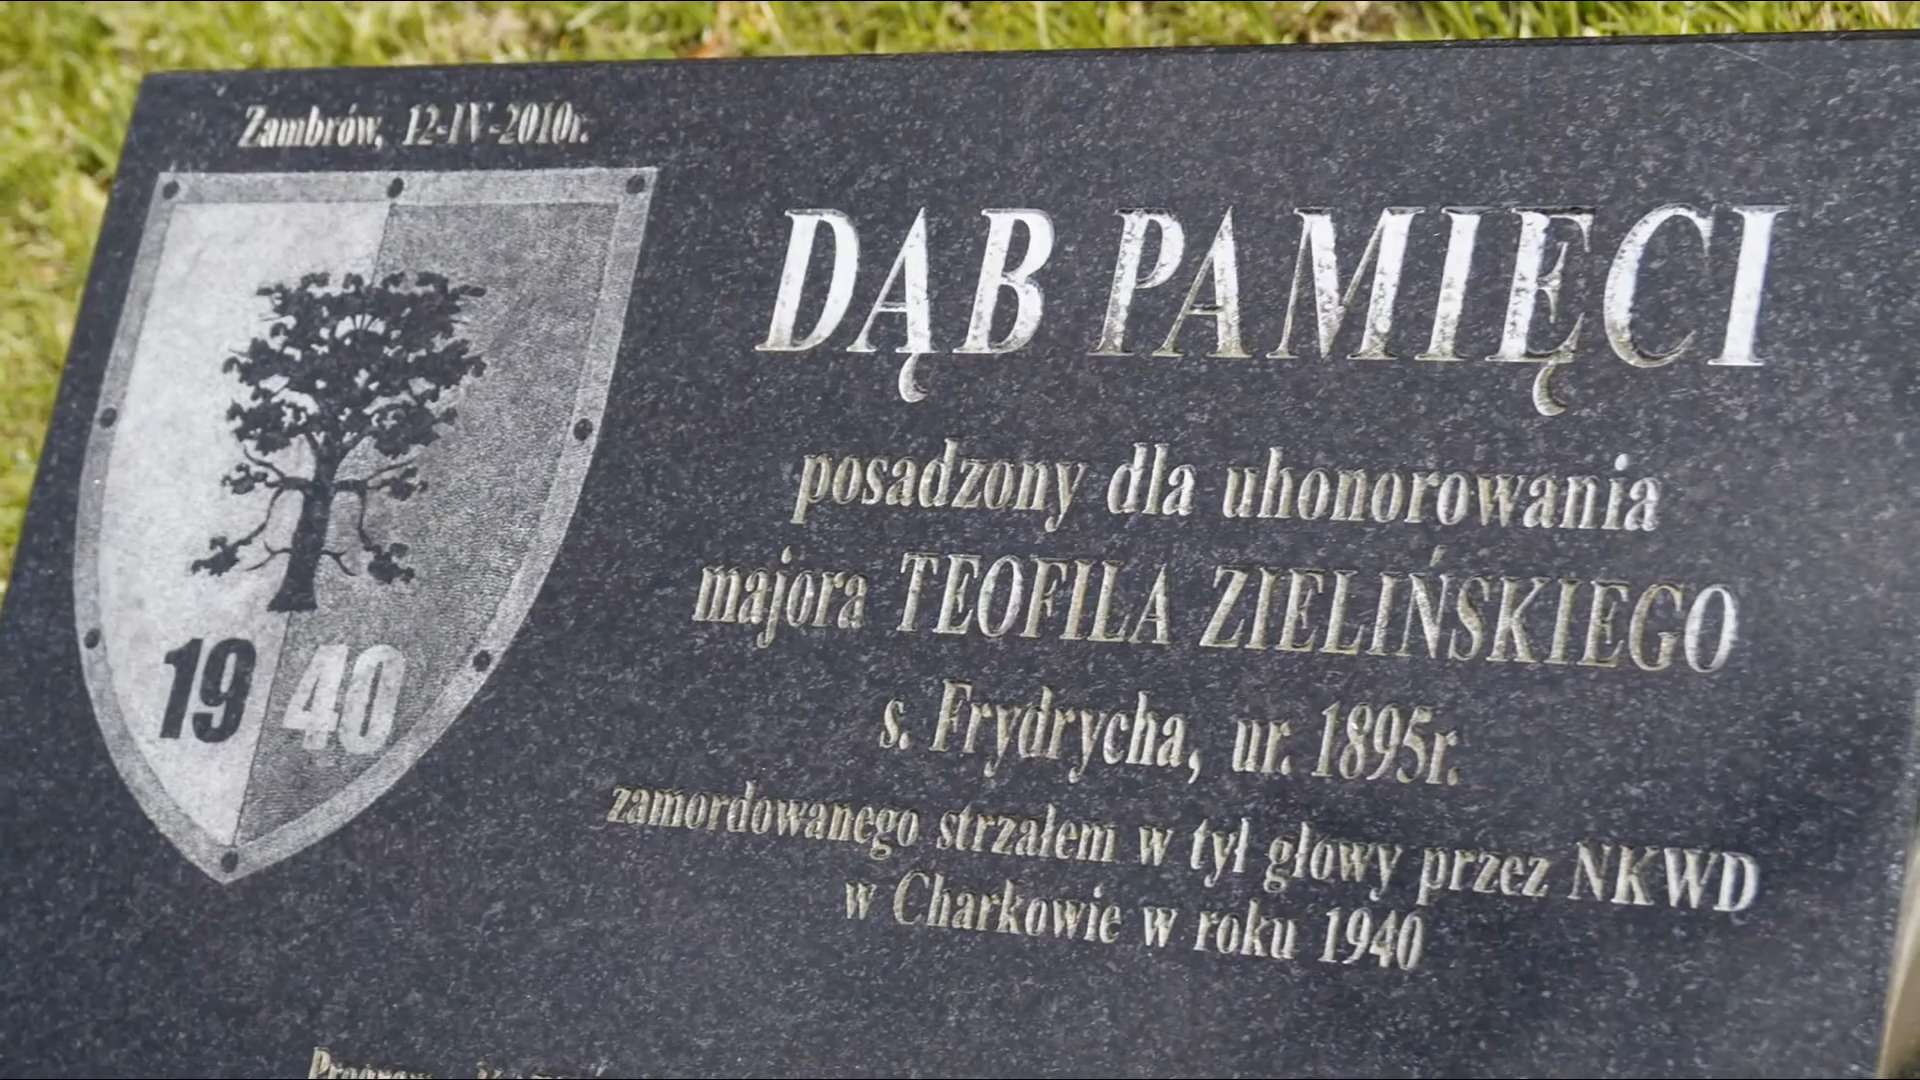 Zambrów, 12-IV-2010r.
DĄB PAMIĘCI
posadzony dla uhonorowania
majora TEOFILA ZIELIŃSKIEGO
s. Frydrycha, ur. 1895r.
zamordowanego strzałem w tył głowy przez NKWD
w Charkowie w roku 1940
19 40